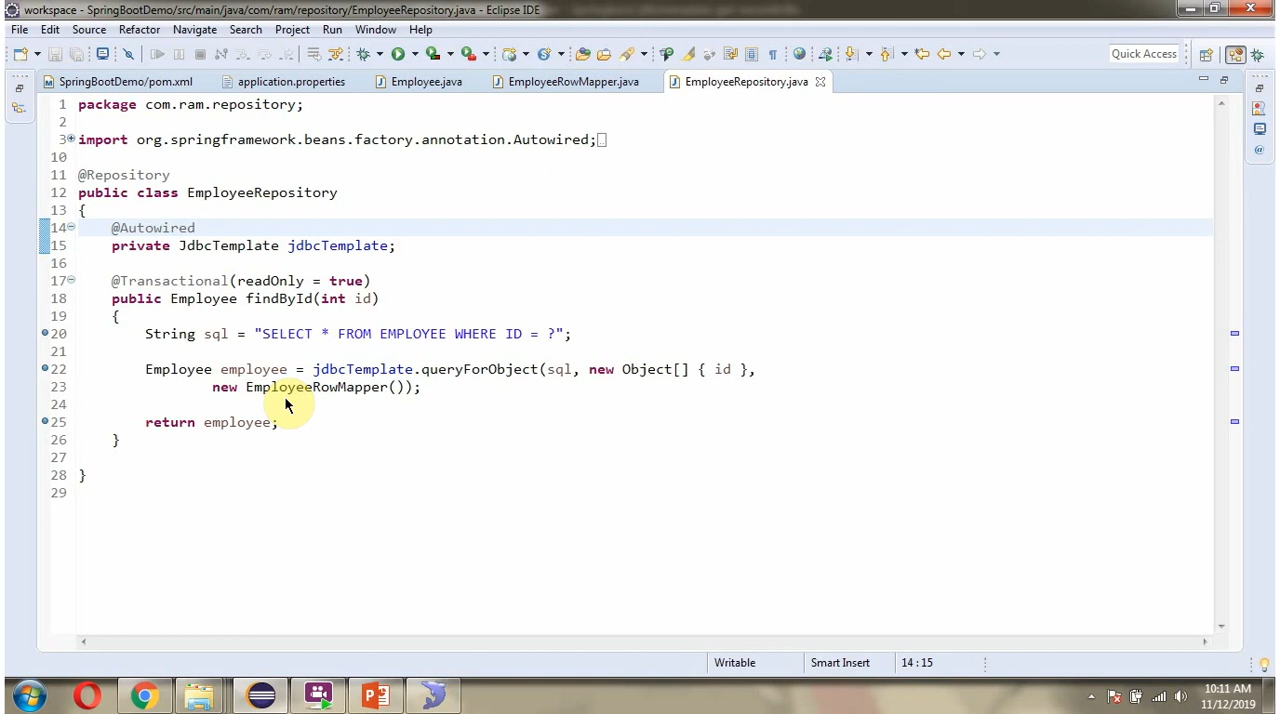 workspace - SpringBootDemo/src/main/java/com/ram/repository/EmployeeRepository.java - Eclipse IDE
File Edit Source Refactor Navigate Search Project Run Window Help
Quick Access
SpringBootDemo/pom.xml application.properties Employee.java EmployeeRowMapper.java EmployeeRepository.java
1 package com.ram.repository;
2
3 import org.springframework.beans.factory.annotation.Autowired;
10
11 @Repository
12 public class EmployeeRepository
13 {
14 @Autowired
15 private JdbcTemplate jdbcTemplate;
16
17 @Transactional(readOnly = true)
18 public Employee findById(int id)
19 {
20 String sql = "SELECT * FROM EMPLOYEE WHERE ID = ?";
21
22 Employee employee = jdbcTemplate.queryForObject(sql, new Object[] { id },
23 new EmployeeRowMapper());
24
25 return employee;
26 }
27
28 }
29
Writable Smart Insert 14 : 15
10:11 AM
11/12/2019